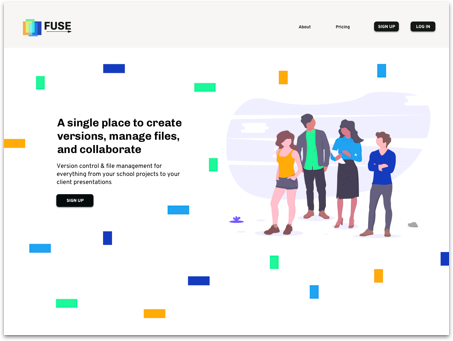 FUSE
About
Pricing
SIGN UP
LOG IN
A single place to create
versions, manage files,
and collaborate
Version control & file management for
everything from your school projects to your
client presentations
SIGN UP